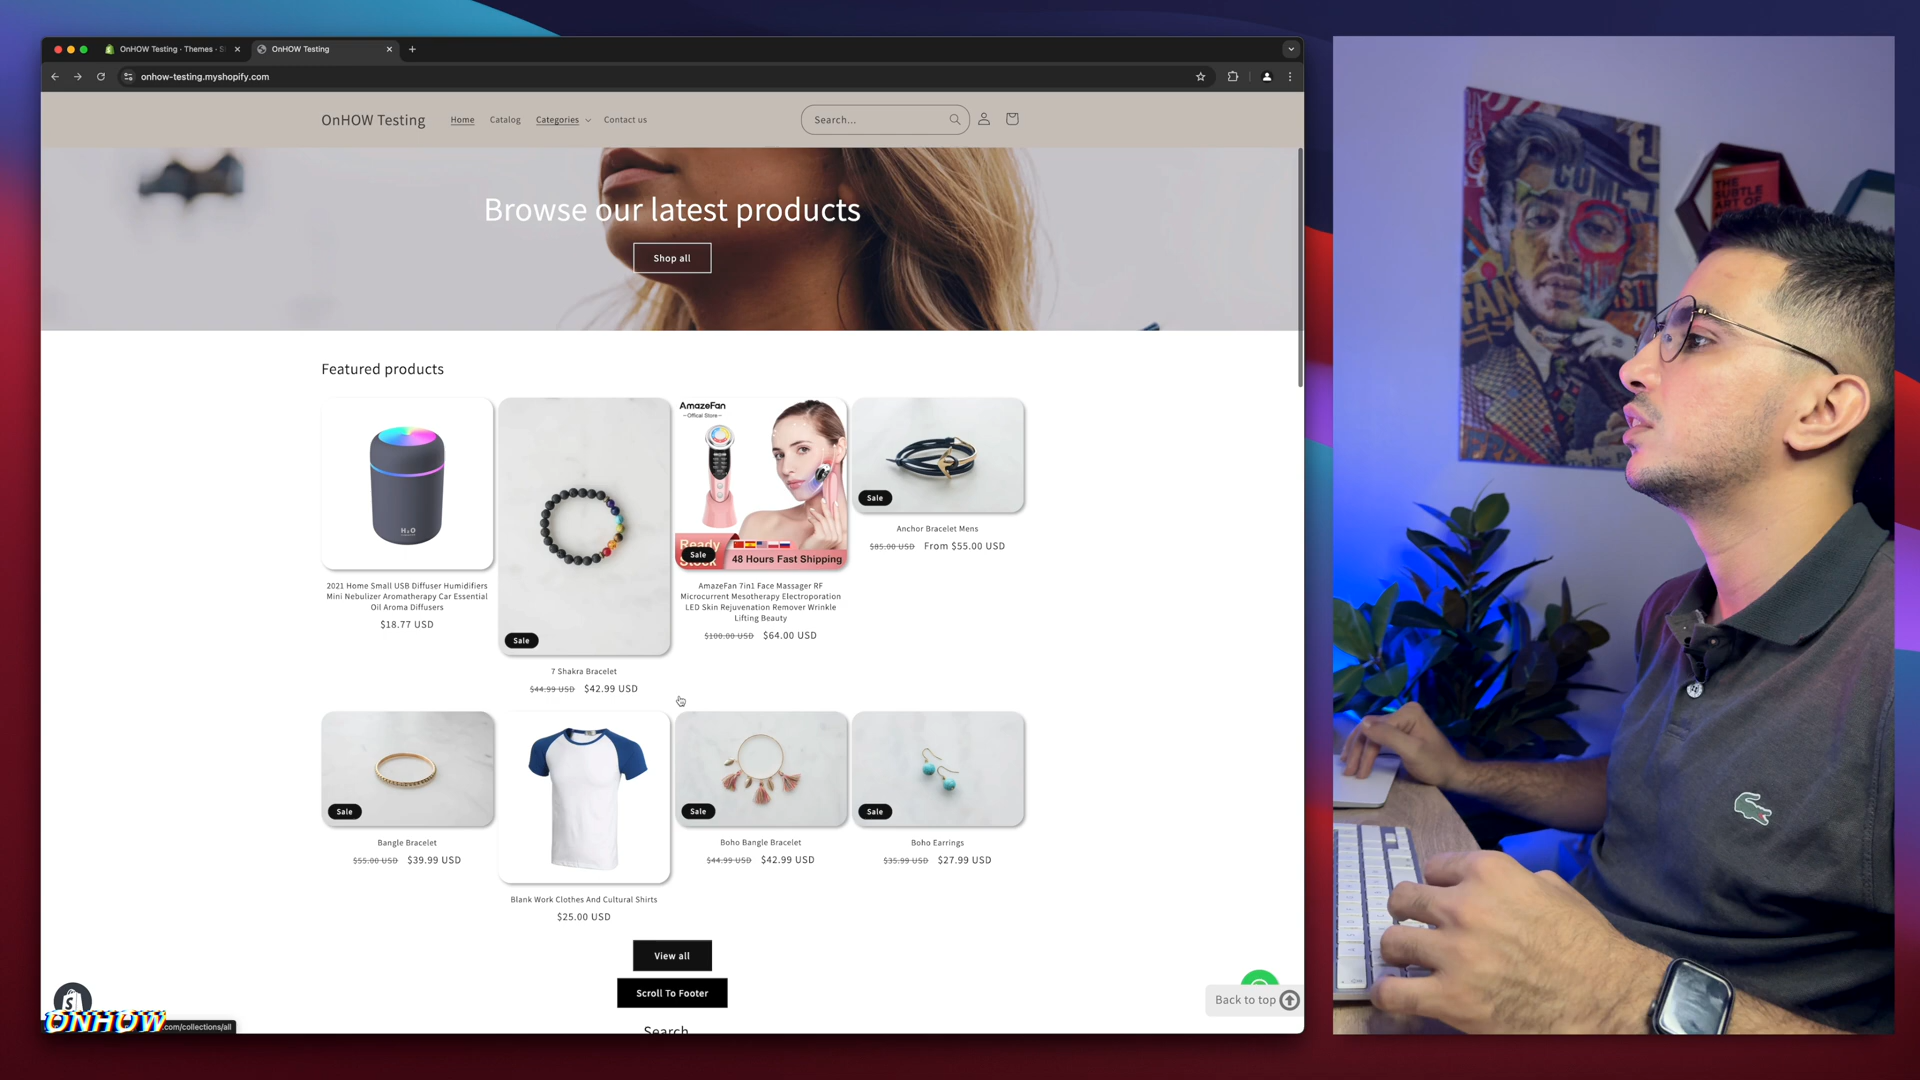 OnHOW Testing · Themes · S
OnHOW Testing
onhow-testing.myshopify.com
OnHOW Testing
Home
Catalog
Categories
Contact us
Search...
Browse our latest products
Shop all
Featured products
AmazeFan
Official Store
H₂O
Sale
Ready
Stock
Sale
48 Hours Fast Shipping
Sale
Anchor Bracelet Mens
$85.00 USD From $55.00 USD
2021 Home Small USB Diffuser Humidifiers
Mini Nebulizer Aromatherapy Car Essential
Oil Aroma Diffusers
$18.77 USD
AmazeFan 7in1 Face Massager RF
Microcurrent Mesotherapy Electroporation
LED Skin Rejuvenation Remover Wrinkle
Lifting Beauty
$100.00 USD $64.00 USD
7 Shakra Bracelet
$44.99 USD $42.99 USD
Sale
Sale
Sale
Bangle Bracelet
$55.00 USD $39.99 USD
Boho Bangle Bracelet
$44.99 USD $42.99 USD
Boho Earrings
$35.99 USD $27.99 USD
Blank Work Clothes And Cultural Shirts
$25.00 USD
View all
Scroll To Footer
Search
Back to top
ONHOW
.com/collections/all
THE
SUBTLE
ART OF
COME
FAN